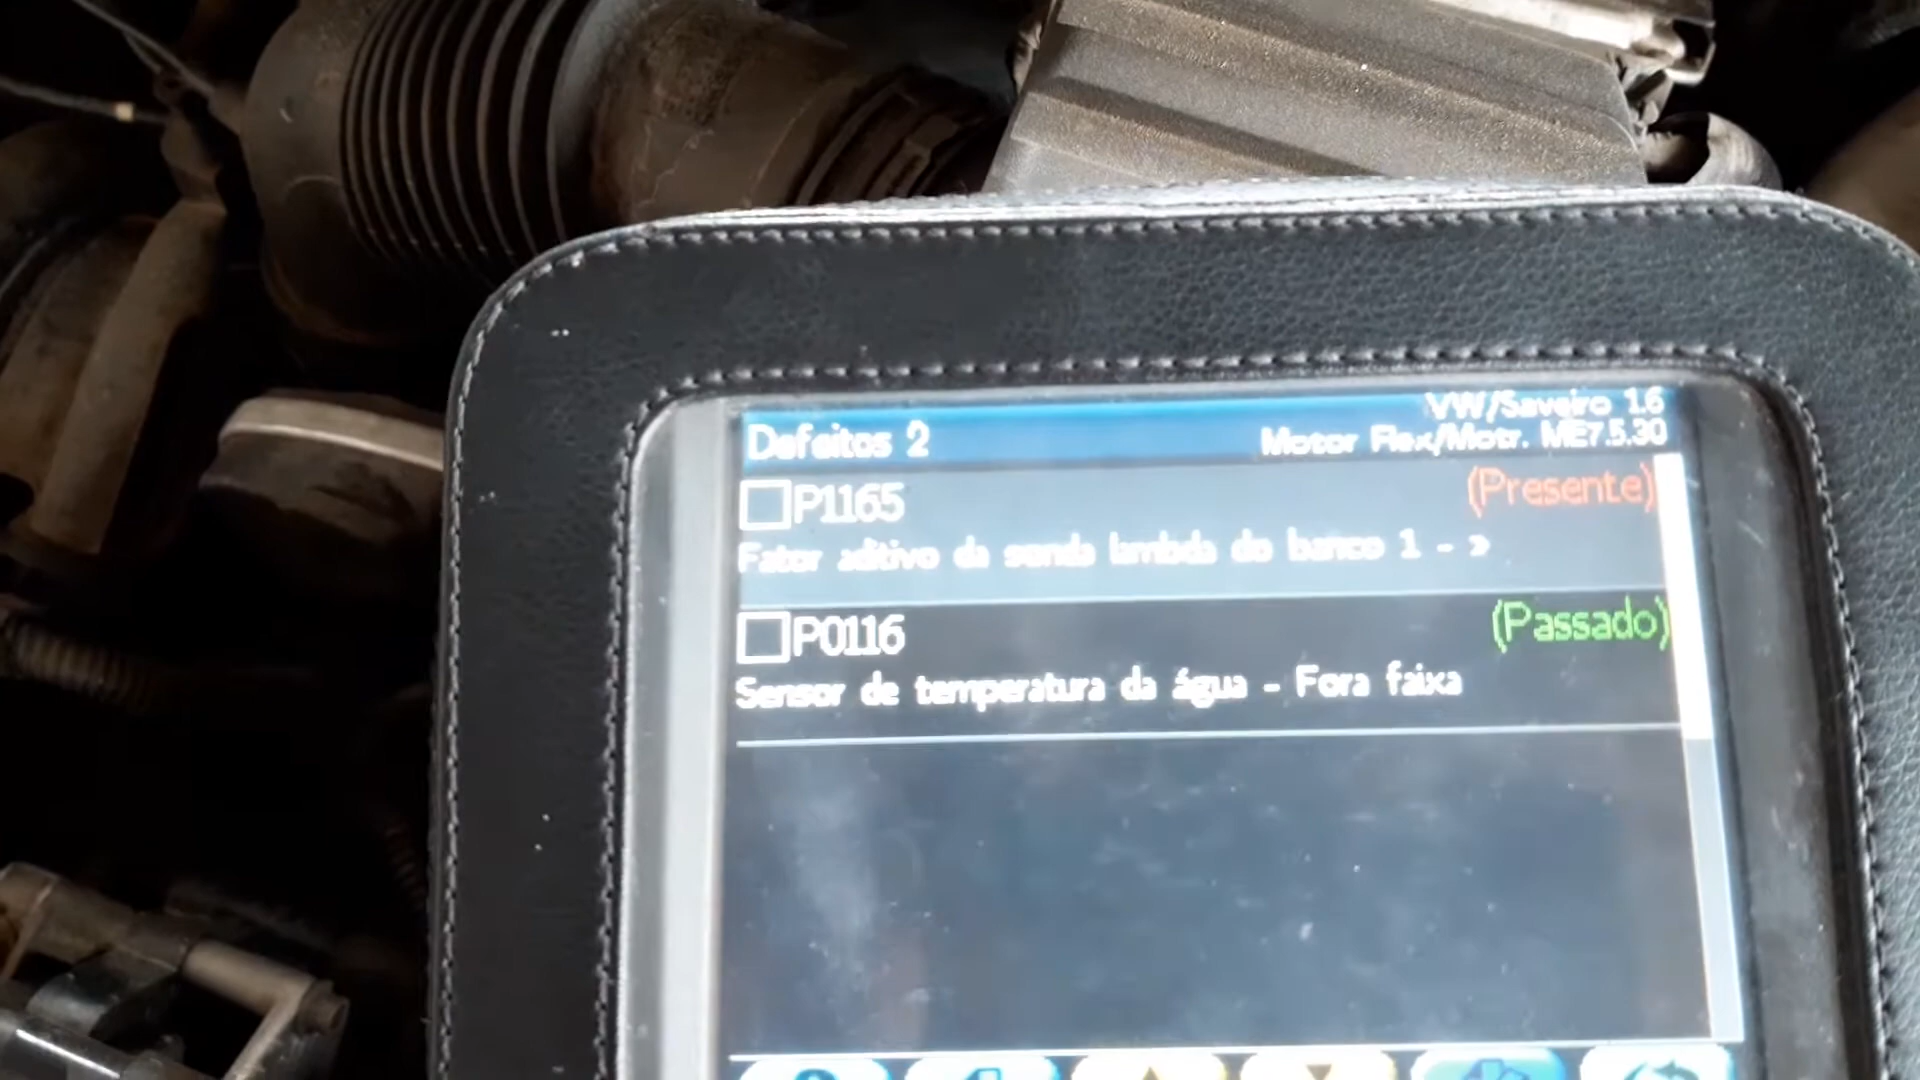 VW/Saveiro 1.6
Defeitos 2
Motor Flex/Motr. ME7.5.30
P1165 (Presente)
Fator aditivo da sonda lambda do banco 1 - >
P0116 (Passado)
Sensor de temperatura da água - Fora faixa